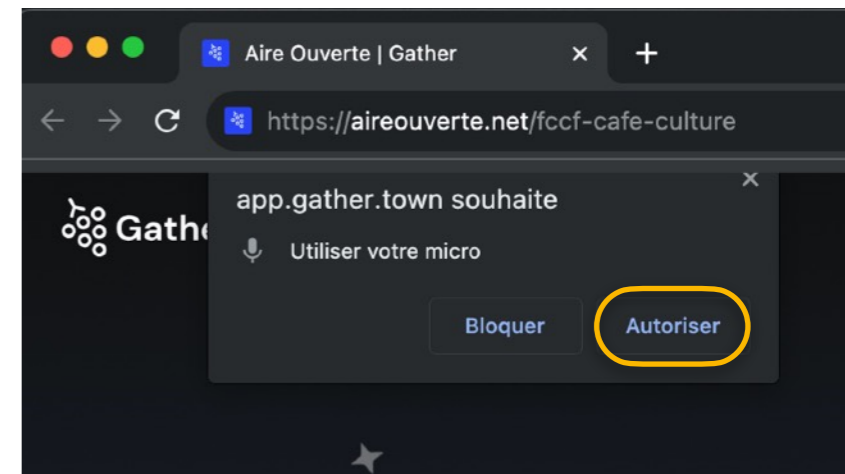 Aire Ouverte | Gather
https://aireouverte.net/fccf-cafe-culture
Gathe
app.gather.town souhaite
Utiliser votre micro
Bloquer
Autoriser